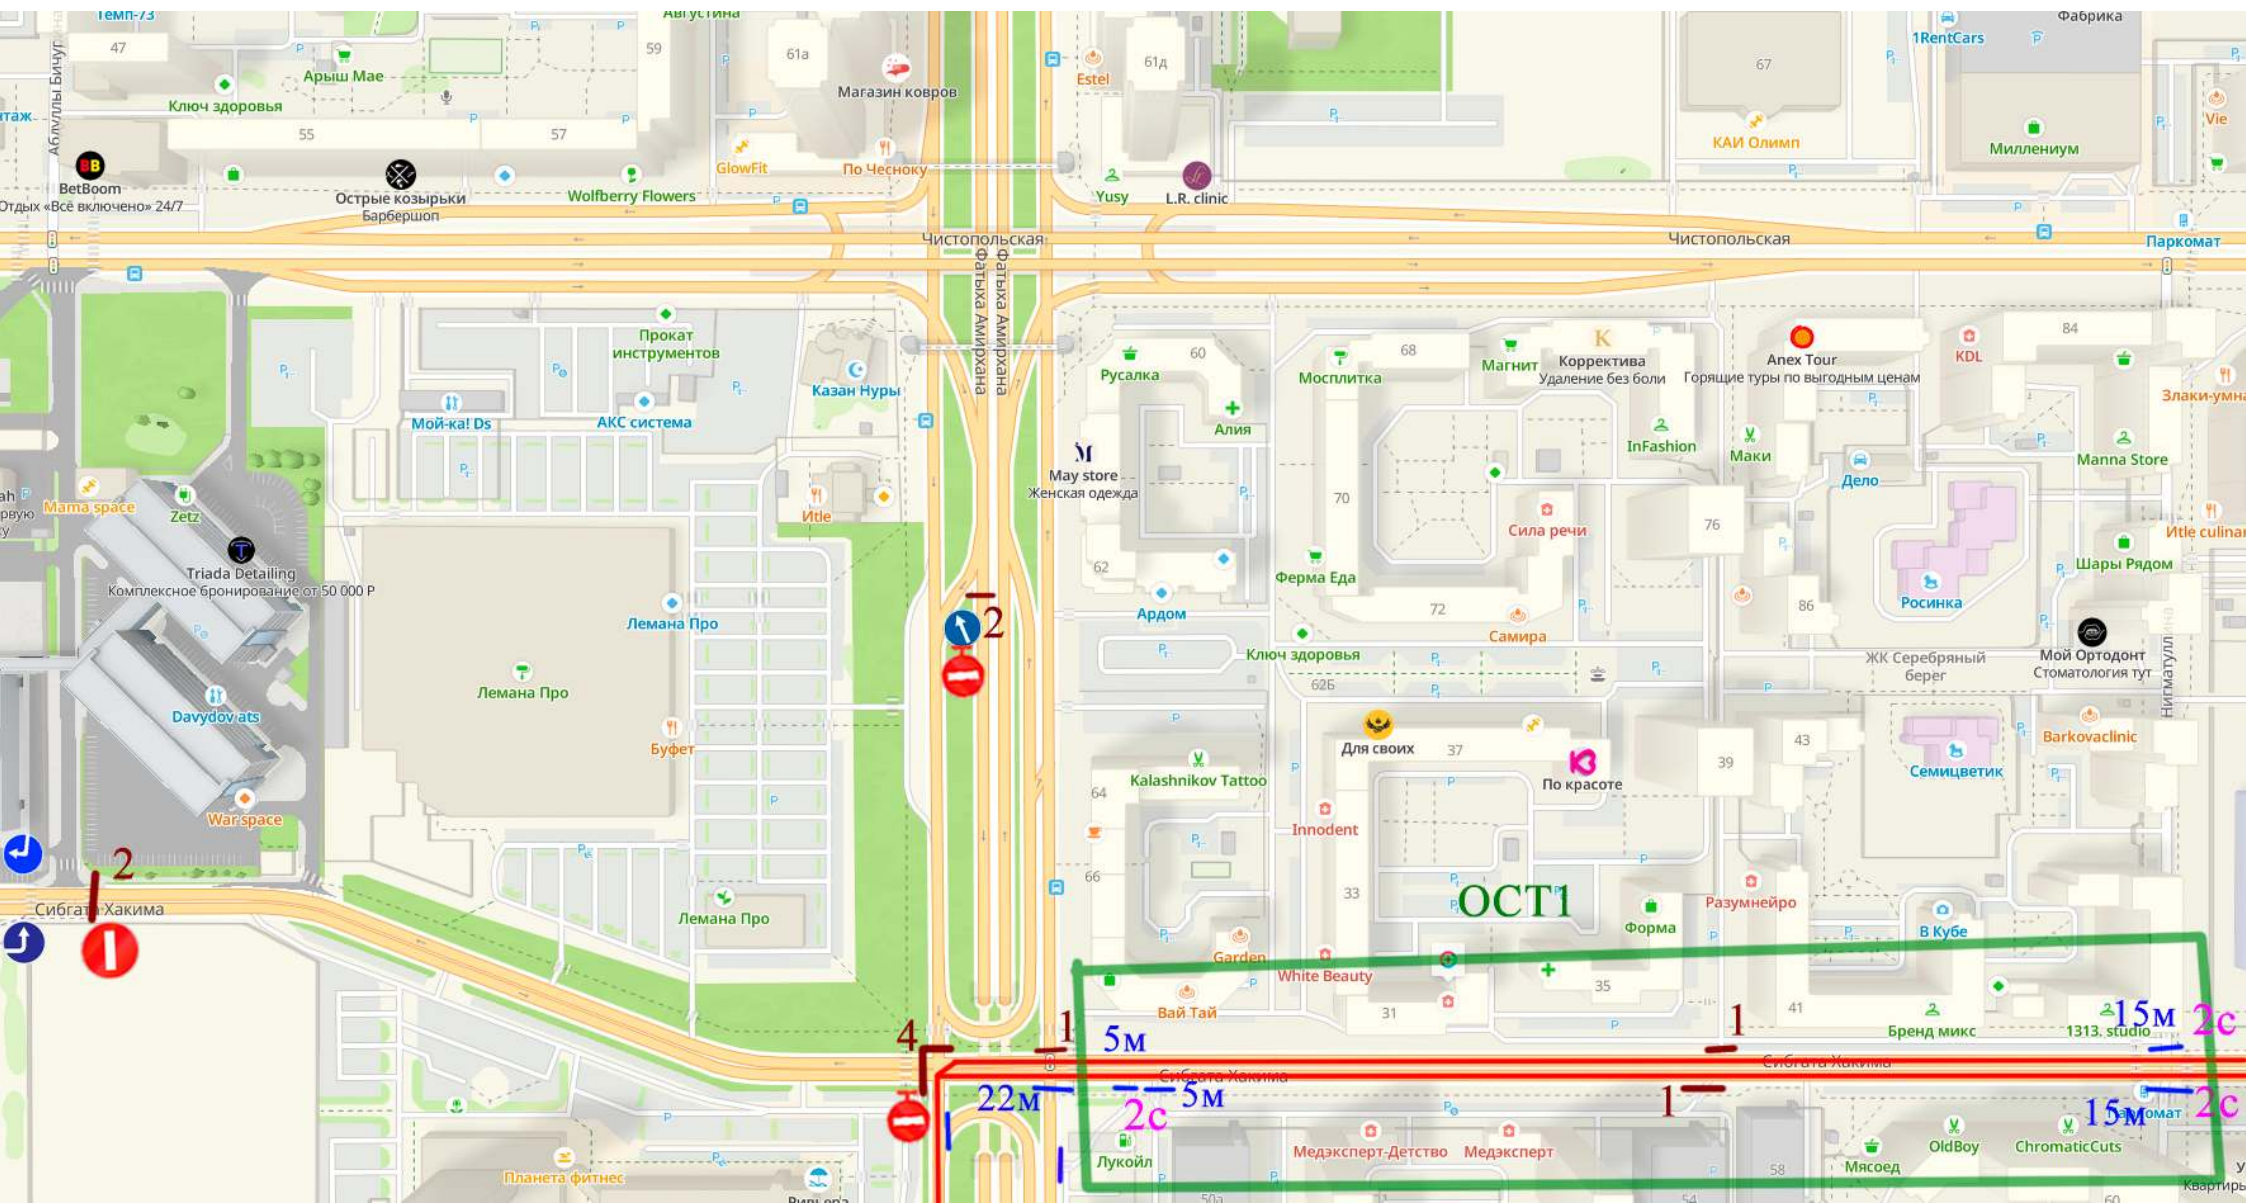 Темп-73
47
Арыш Мае
Ключ здоровья
55
57
59
Августина
61а
Магазин ковров
GlowFit
По Чесноку
Estel
61д
Yusy
L.R. clinic
67
КАИ Олимп
1RentCars
Фабрика
Миллениум
Vie
BetBoom
Отдых «Всё включено» 24/7
Острые козырьки
Барбершоп
Wolfberry Flowers
Чистопольская
Чистопольская
Паркомат
Фатыха Амирхана
Фатыха Амирхана
Прокат
инструментов
Мой-ка! Ds
АКС система
Казан Нуры
Итле
Русалка
60
Алия
May store
Женская одежда
62
Ардом
Мосплитка
68
Магнит
Корректива
Удаление без боли
InFashion
70
Сила речи
Ферма Еда
72
Самира
Ключ здоровья
62Б
76
Anex Tour
Горящие туры по выгодным ценам
Маки
Дело
KDL
84
Manna Store
Шары Рядом
Росинка
86
ЖК Серебряный
берег
Мой Ортодонт
Стоматология тут
Mama space
Zetz
Triada Detailing
Комплексное бронирование от 50 000 Р
Davydov ats
War space
Лемана Про
Лемана Про
Буфет
Лемана Про
2
2
Сибгата Хакима
Kalashnikov Tattoo
64
66
Garden
Вай Тай
Для своих
37
По красоте
Innodent
33
White Beauty
31
ОСТ1
Форма
35
39
43
Разумнейро
41
Семицветик
Barkovaclinic
В Кубе
Бренд микс
1313. studio
15м
2с
4
1
5м
1
Сибгата Хакима
Сибгата Хакима
22м
5м
2с
1
15м
Паркомат
2с
Планета фитнес
Лукойл
50а
Медэксперт-Детство
Медэксперт
54
58
Мясоед
OldBoy
ChromaticCuts
60